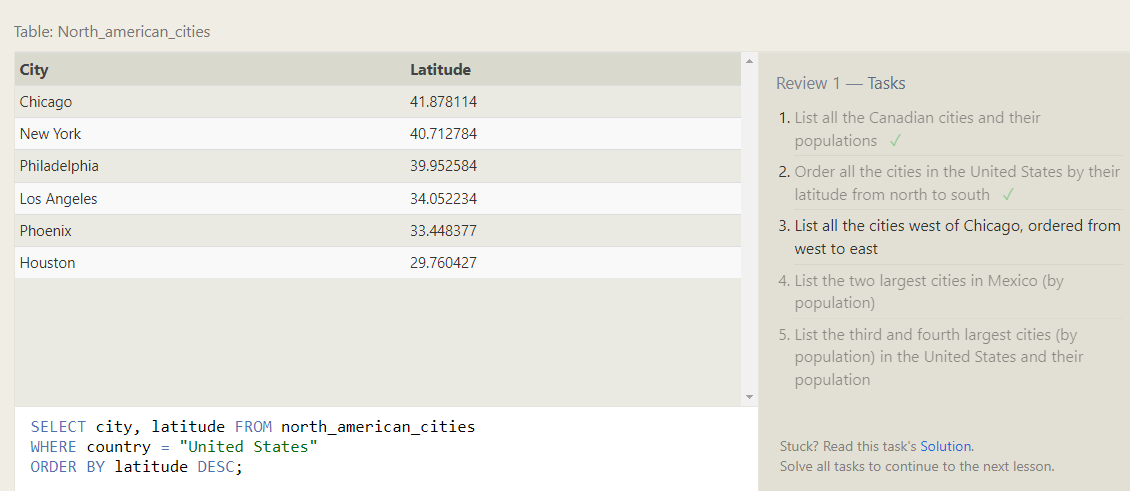 Table: North_american_cities
City Latitude
Chicago 41.878114
New York 40.712784
Philadelphia 39.952584
Los Angeles 34.052234
Phoenix 33.448377
Houston 29.760427
SELECT city, latitude FROM north_american_cities
WHERE country = "United States"
ORDER BY latitude DESC;
Review 1 — Tasks
1. List all the Canadian cities and their
populations ✓
2. Order all the cities in the United States by their
latitude from north to south ✓
3. List all the cities west of Chicago, ordered from
west to east
4. List the two largest cities in Mexico (by
population)
5. List the third and fourth largest cities (by
population) in the United States and their
population
Stuck? Read this task's Solution.
Solve all tasks to continue to the next lesson.